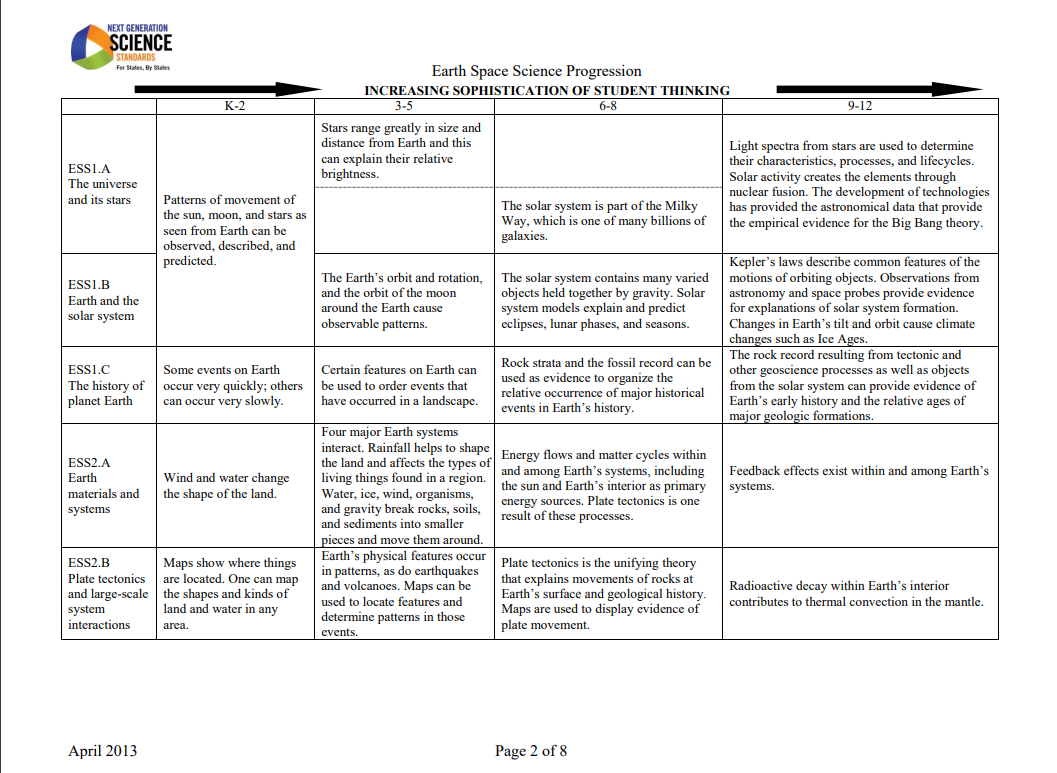 NEXT GENERATION
SCIENCE
STANDARDS
For States, By States
Earth Space Science Progression
INCREASING SOPHISTICATION OF STUDENT THINKING
K-2
3-5
6-8
9-12
ESS1.A
The universe
and its stars
Patterns of movement of
the sun, moon, and stars as
seen from Earth can be
observed, described, and
predicted.
Stars range greatly in size and
distance from Earth and this
can explain their relative
brightness.
The solar system is part of the Milky
Way, which is one of many billions of
galaxies.
Light spectra from stars are used to determine
their characteristics, processes, and lifecycles.
Solar activity creates the elements through
nuclear fusion. The development of technologies
has provided the astronomical data that provide
the empirical evidence for the Big Bang theory.
ESS1.B
Earth and the
solar system
The Earth's orbit and rotation,
and the orbit of the moon
around the Earth cause
observable patterns.
The solar system contains many varied
objects held together by gravity. Solar
system models explain and predict
eclipses, lunar phases, and seasons.
Kepler's laws describe common features of the
motions of orbiting objects. Observations from
astronomy and space probes provide evidence
for explanations of solar system formation.
Changes in Earth's tilt and orbit cause climate
changes such as Ice Ages.
ESS1.C
The history of
planet Earth
Some events on Earth
occur very quickly; others
can occur very slowly.
Certain features on Earth can
be used to order events that
have occurred in a landscape.
Rock strata and the fossil record can be
used as evidence to organize the
relative occurrence of major historical
events in Earth's history.
The rock record resulting from tectonic and
other geoscience processes as well as objects
from the solar system can provide evidence of
Earth's early history and the relative ages of
major geologic formations.
ESS2.A
Earth
materials and
systems
Wind and water change
the shape of the land.
Four major Earth systems
interact. Rainfall helps to shape
the land and affects the types of
living things found in a region.
Water, ice, wind, organisms,
and gravity break rocks, soils,
and sediments into smaller
pieces and move them around.
Energy flows and matter cycles within
and among Earth's systems, including
the sun and Earth's interior as primary
energy sources. Plate tectonics is one
result of these processes.
Feedback effects exist within and among Earth's
systems.
ESS2.B
Plate tectonics
and large-scale
system
interactions
Maps show where things
are located. One can map
the shapes and kinds of
land and water in any
area.
Earth's physical features occur
in patterns, as do earthquakes
and volcanoes. Maps can be
used to locate features and
determine patterns in those
events.
Plate tectonics is the unifying theory
that explains movements of rocks at
Earth's surface and geological history.
Maps are used to display evidence of
plate movement.
Radioactive decay within Earth's interior
contributes to thermal convection in the mantle.
April 2013
Page 2 of 8